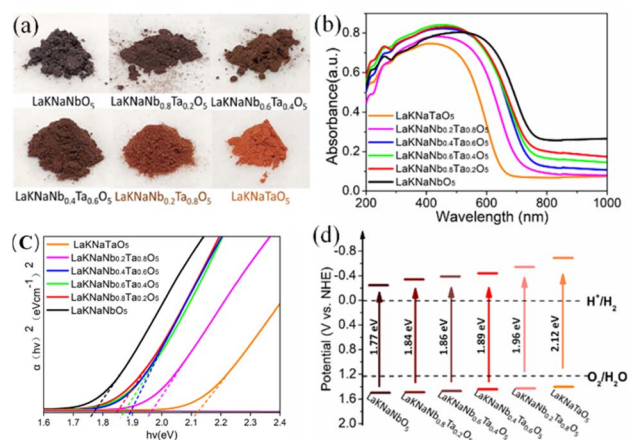 (a)
LaKNaNbO₅
LaKNaNb₀.₈Ta₀.₂O₅
LaKNaNb₀.₆Ta₀.₄O₅
LaKNaNb₀.₄Ta₀.₆O₅
LaKNaNb₀.₂Ta₀.₈O₅
LaKNaTaO₅
(b)
Absorbance(a.u.)
0.8
0.6
0.4
0.2
0.0
LaKNaTaO₅
LaKNaNb₀.₂Ta₀.₈O₅
LaKNaNb₀.₄Ta₀.₆O₅
LaKNaNb₀.₆Ta₀.₄O₅
LaKNaNb₀.₈Ta₀.₂O₅
LaKNaNbO₅
200 400 600 800 1000
Wavelength (nm)
(C)
α (hν) ² (eVcm⁻¹) ²
LaKNaTaO₅
LaKNaNb₀.₂Ta₀.₈O₅
LaKNaNb₀.₄Ta₀.₆O₅
LaKNaNb₀.₆Ta₀.₄O₅
LaKNaNb₀.₈Ta₀.₂O₅
LaKNaNbO₅
1.6 1.7 1.8 1.9 2.0 2.1 2.2 2.3 2.4
hν(eV)
(d)
Potential (V vs. NHE)
-0.8
-0.4
0.0
0.4
0.8
1.2
1.6
2.0
H⁺/H₂
O₂/H₂O
1.77 eV
1.84 eV
1.86 eV
1.89 eV
1.96 eV
2.12 eV
LaKNaNbO₅
LaKNaNb₀.₈Ta₀.₂O₅
LaKNaNb₀.₆Ta₀.₄O₅
LaKNaNb₀.₄Ta₀.₆O₅
LaKNaNb₀.₂Ta₀.₈O₅
LaKNaTaO₅